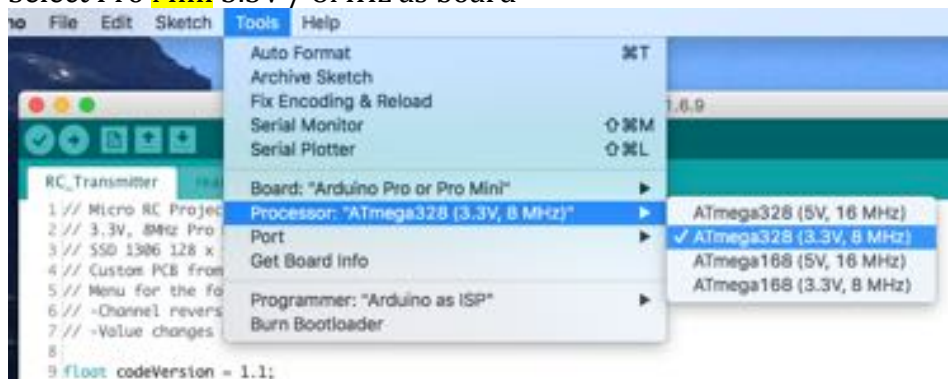 Select Pro Mini 3.3V / 8MHz as board
no File Edit Sketch Tools Help
Auto Format ⌘T
Archive Sketch
Fix Encoding & Reload
Serial Monitor ⇧⌘M
Serial Plotter ⇧⌘L
Board: "Arduino Pro or Pro Mini"
Processor: "ATmega328 (3.3V, 8 MHz)"
Port
Get Board Info
Programmer: "Arduino as ISP"
Burn Bootloader
ATmega328 (5V, 16 MHz)
✓ ATmega328 (3.3V, 8 MHz)
ATmega168 (5V, 16 MHz)
ATmega168 (3.3V, 8 MHz)
1.6.9
RC_Transmitter
1 // Micro RC Projec
2 // 3.3V, 8MHz Pro
3 // SSD 1306 128 x
4 // Custom PCB from
5 // Menu for the fo
6 // -Channel revers
7 // -Value changes
8
9 float codeVersion = 1.1;